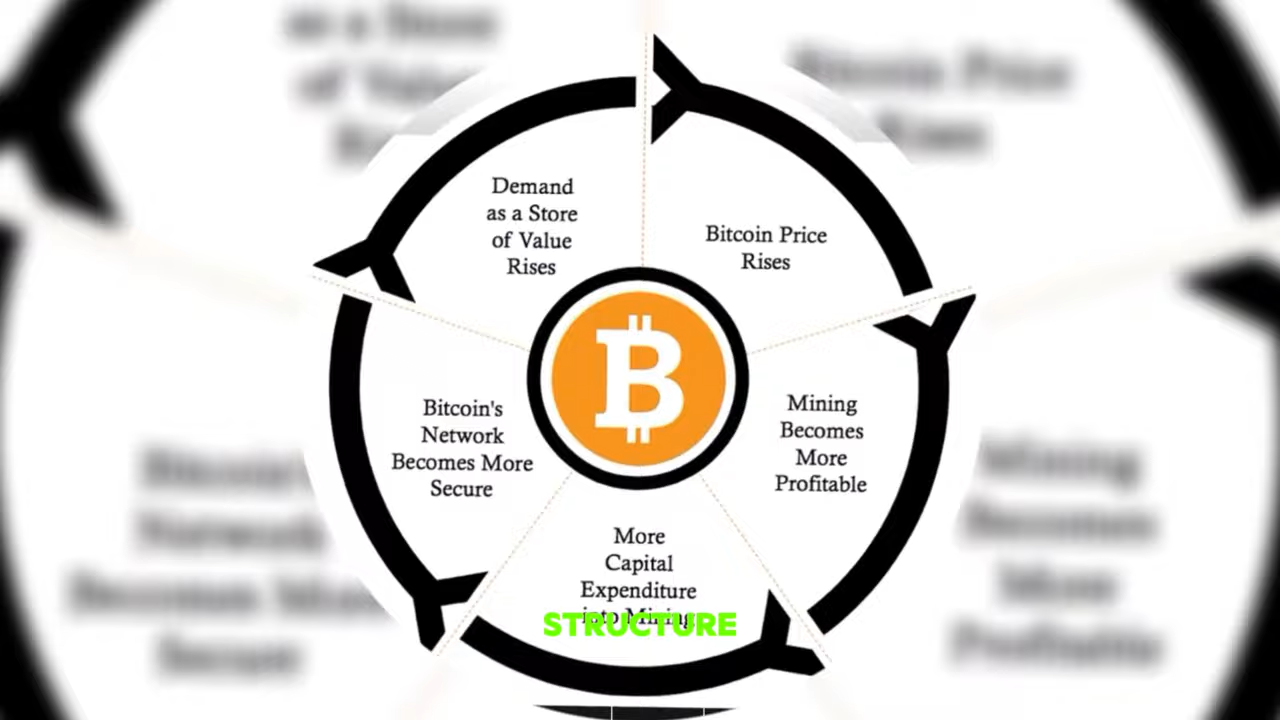 Demand
as a Store
of Value
Rises
Bitcoin Price
Rises
Mining
Becomes
More
Profitable
More
Capital
Expenditure
into Mining
STRUCTURE
Bitcoin's
Network
Becomes More
Secure